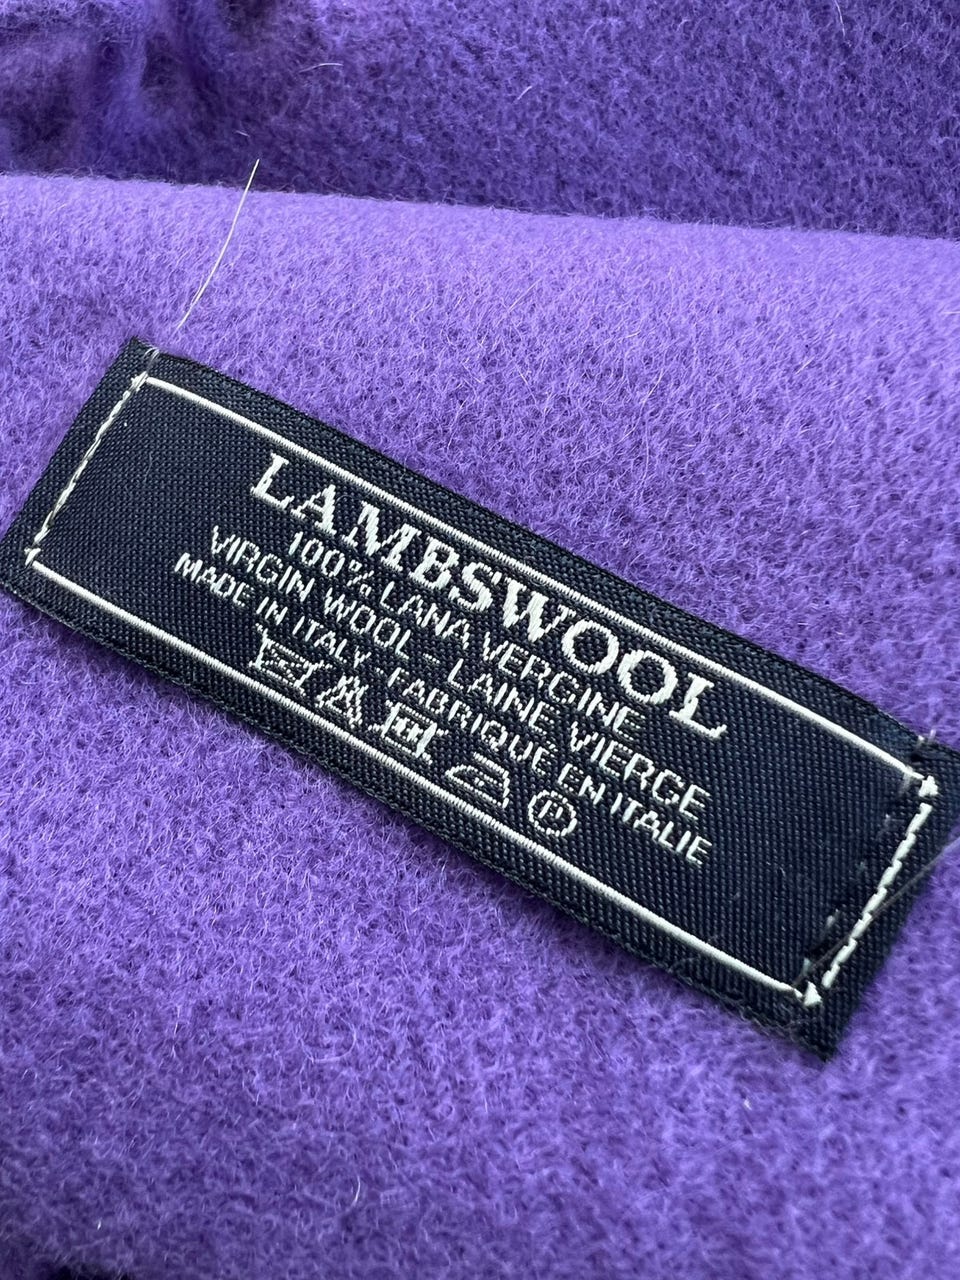 LAMBSWOOL
100% LANA VERGINE
VIRGIN WOOL - LAINE VIERGE
MADE IN ITALY - FABRIQUE EN ITALIE
P